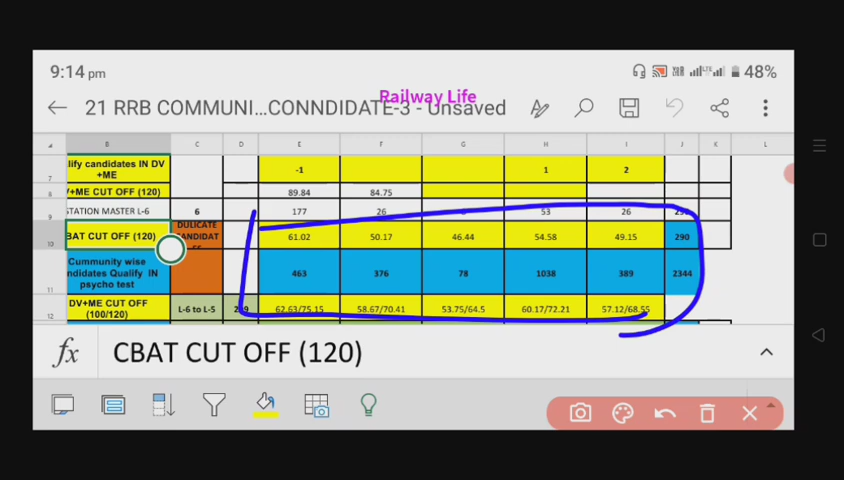 9:14 pm
48%
Railway Life
21 RRB COMMUNI...CONNDIDATE-3 - Unsaved
B C D E F G H I J K L
7 lify candidates IN DV +ME -1 1 2
8 /+ME CUT OFF (120) 89.84 84.75
9 STATION MASTER L-6 6 177 26 53 26
10 BAT CUT OFF (120) DULICATE CANDIDAT 61.02 50.17 46.44 54.58 49.15 290
11 Cummunity wise ndidates Qualify IN psycho test 463 376 78 1038 389 2344
12 DV+ME CUT OFF (100/120) L-6 to L-5 62.63/75.15 58.67/70.41 53.75/64.5 60.17/72.21 57.12/68.55
fx CBAT CUT OFF (120)